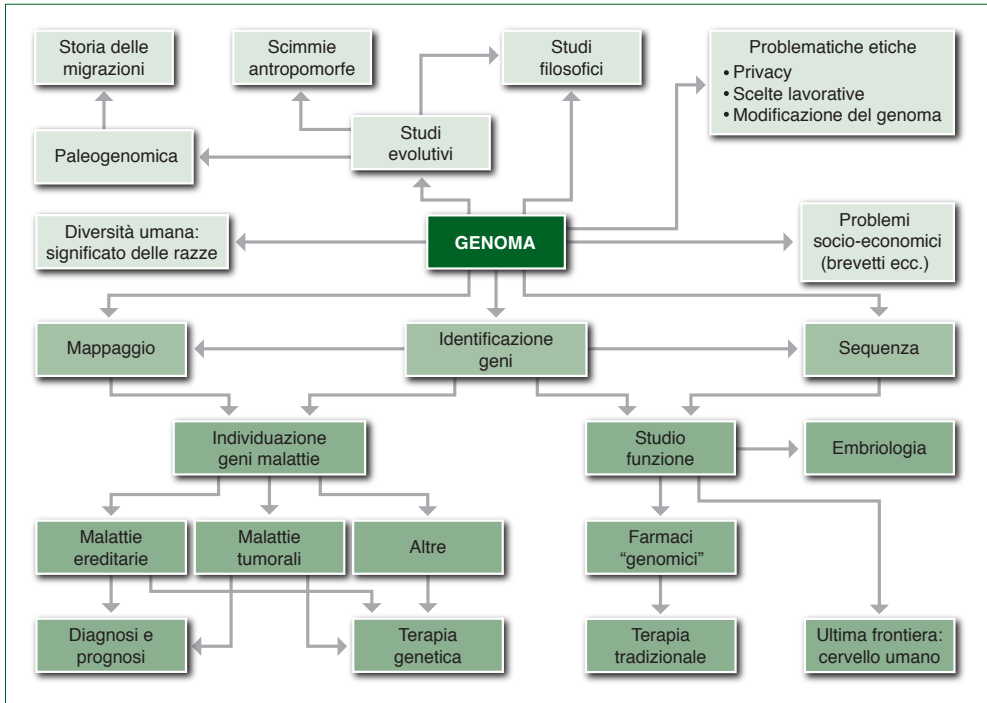 Storia delle
migrazioni
Scimmie
antropomorfe
Studi
filosofici
Problematiche etiche
• Privacy
• Scelte lavorative
• Modificazione del genoma
Paleogenomica
Studi
evolutivi
Diversità umana:
significato delle razze
GENOMA
Problemi
socio-economici
(brevetti ecc.)
Mappaggio
Identificazione
geni
Sequenza
Individuazione
geni malattie
Studio
funzione
Embriologia
Malattie
ereditarie
Malattie
tumorali
Altre
Farmaci
“genomici”
Diagnosi e
prognosi
Terapia
genetica
Terapia
tradizionale
Ultima frontiera:
cervello umano